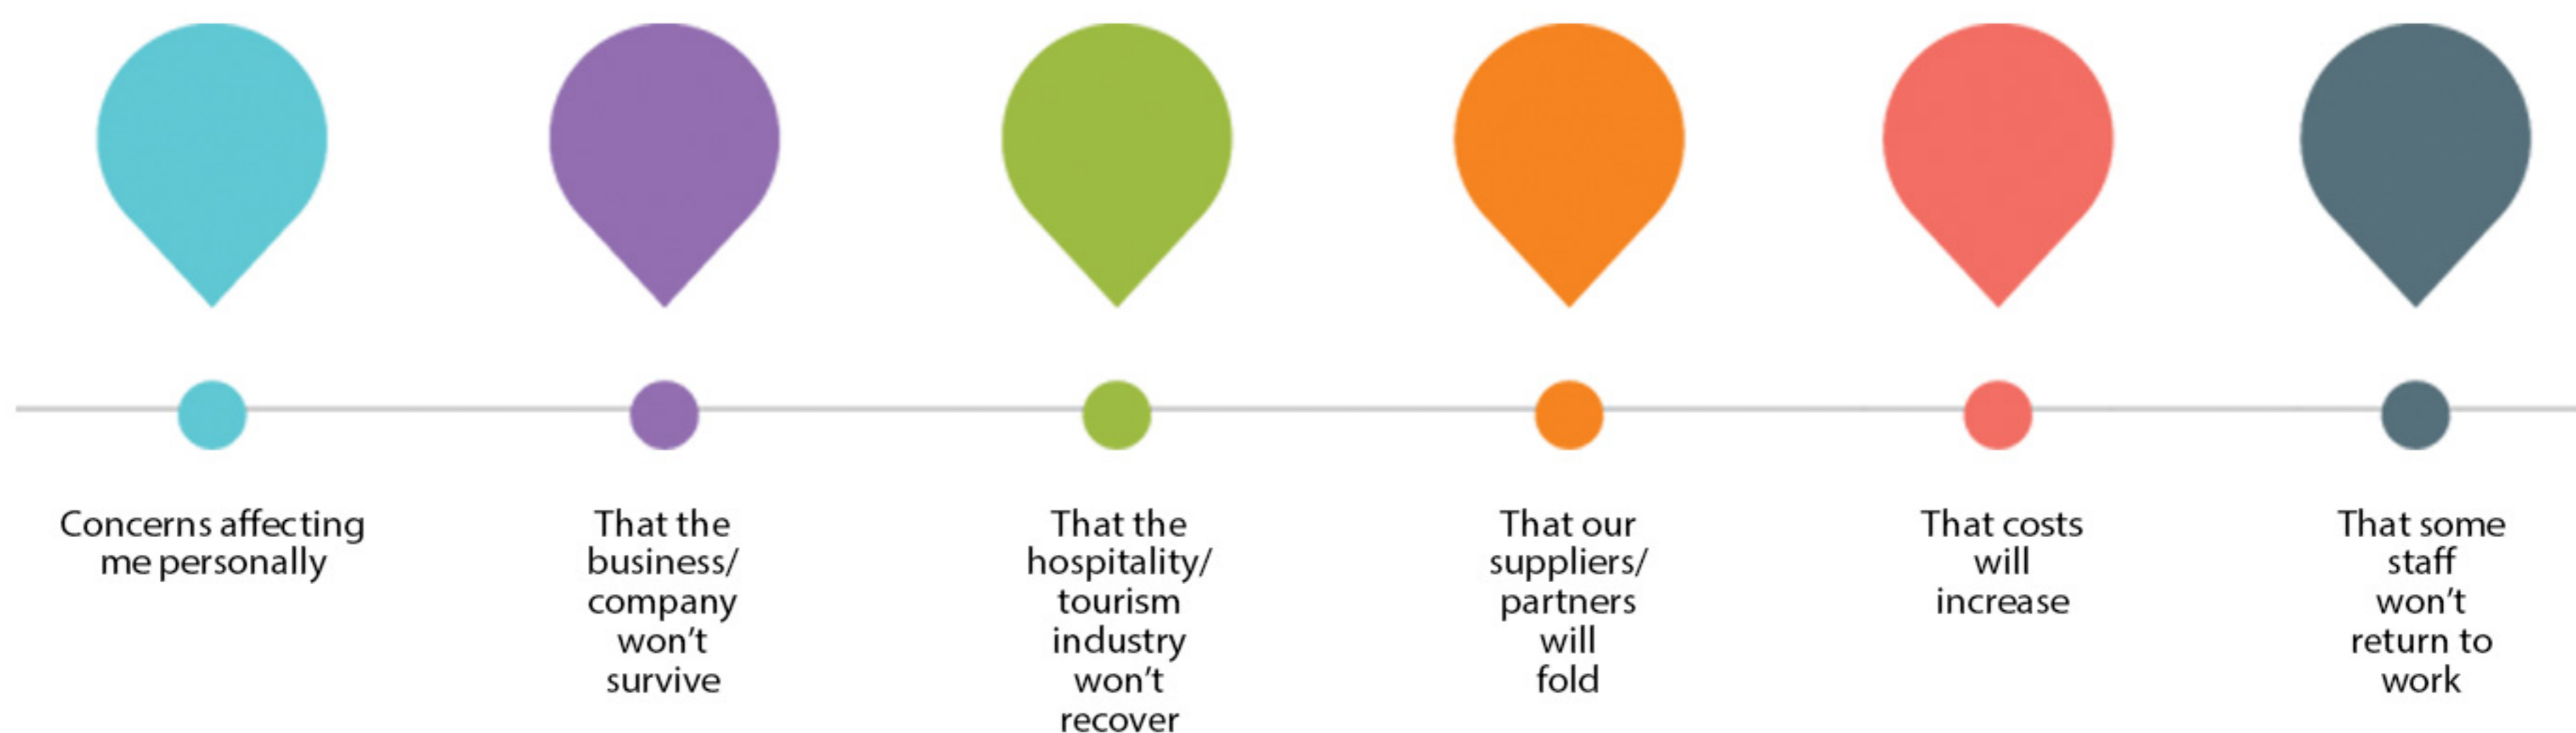 Concerns affecting
me personally
That the
business/
company
won't
survive
That the
hospitality/
tourism
industry
won't
recover
That our
suppliers/
partners
will
fold
That costs
will
increase
That some
staff
won't
return to
work